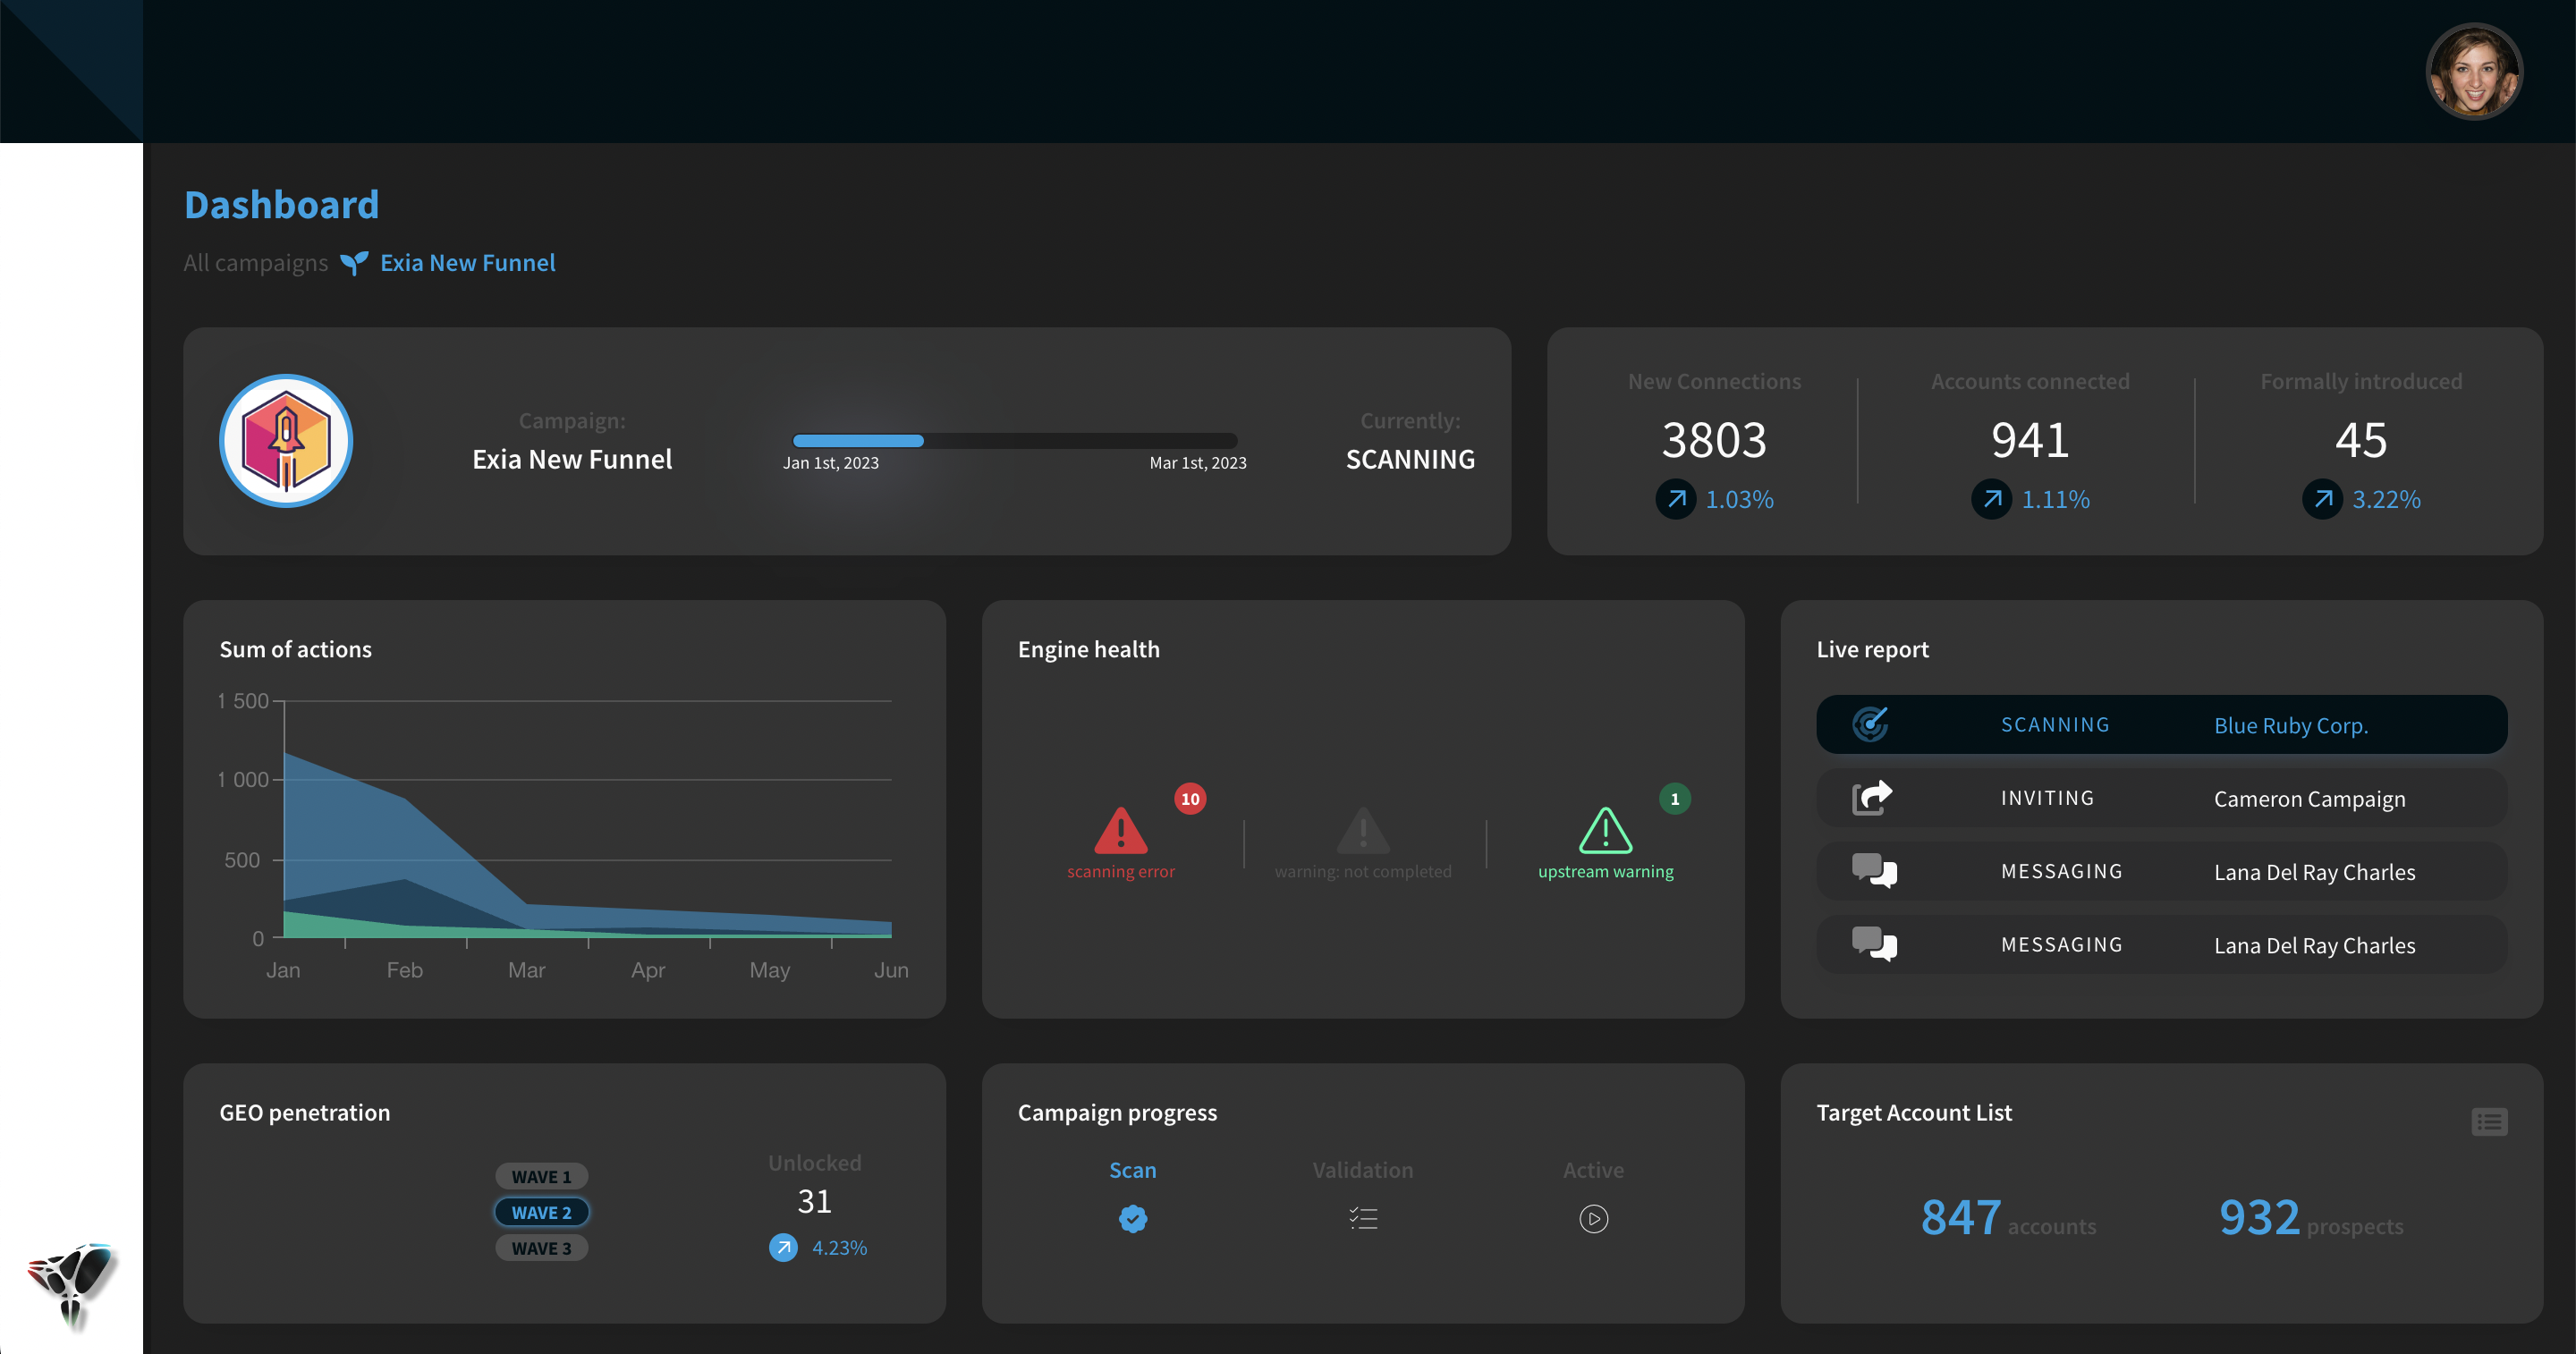 Dashboard
All campaigns Exia New Funnel
Campaign:
Exia New Funnel
Jan 1st, 2023
Mar 1st, 2023
Currently:
SCANNING
New Connections
3803
1.03%
Accounts connected
941
1.11%
Formally introduced
45
3.22%
Sum of actions
1 500
1 000
500
0
Jan Feb Mar Apr May Jun
Engine health
10
scanning error
warning: not completed
1
upstream warning
Live report
SCANNING Blue Ruby Corp.
INVITING Cameron Campaign
MESSAGING Lana Del Ray Charles
MESSAGING Lana Del Ray Charles
GEO penetration
WAVE 1
WAVE 2
WAVE 3
Unlocked
31
4.23%
Campaign progress
Scan Validation Active
Target Account List
847 accounts 932 prospects